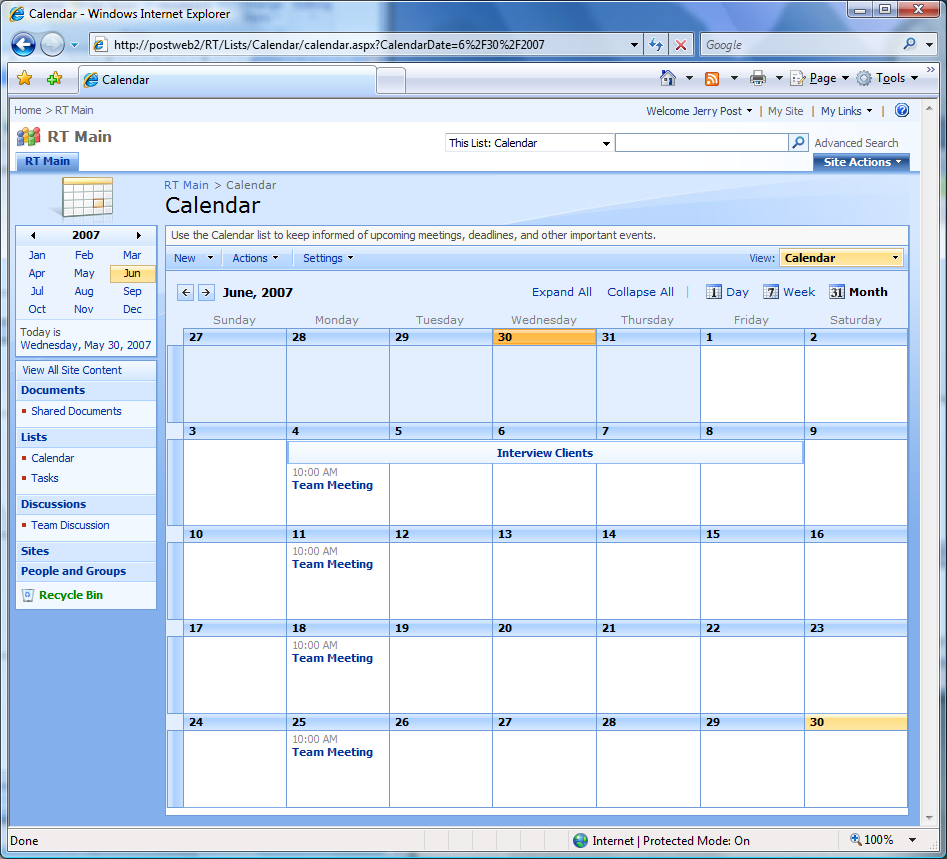 Calendar - Windows Internet Explorer
http://postweb2/RT/Lists/Calendar/calendar.aspx?CalendarDate=6%2F30%2F2007
Google
Calendar
Page
Tools
Home > RT Main
Welcome Jerry Post | My Site | My Links |
RT Main
This List: Calendar
Advanced Search
RT Main
Site Actions
RT Main > Calendar
Calendar
2007
Jan Feb Mar
Apr May Jun
Jul Aug Sep
Oct Nov Dec
Today is
Wednesday, May 30, 2007
View All Site Content
Documents
Shared Documents
Lists
Calendar
Tasks
Discussions
Team Discussion
Sites
People and Groups
Recycle Bin
Use the Calendar list to keep informed of upcoming meetings, deadlines, and other important events.
New Actions Settings View: Calendar
June, 2007 Expand All Collapse All | 1 Day 7 Week 31 Month
Sunday Monday Tuesday Wednesday Thursday Friday Saturday
27 28 29 30 31 1 2
3 4 5 6 7 8 9
Interview Clients
10:00 AM
Team Meeting
10 11 12 13 14 15 16
10:00 AM
Team Meeting
17 18 19 20 21 22 23
10:00 AM
Team Meeting
24 25 26 27 28 29 30
10:00 AM
Team Meeting
Done
Internet | Protected Mode: On
100%